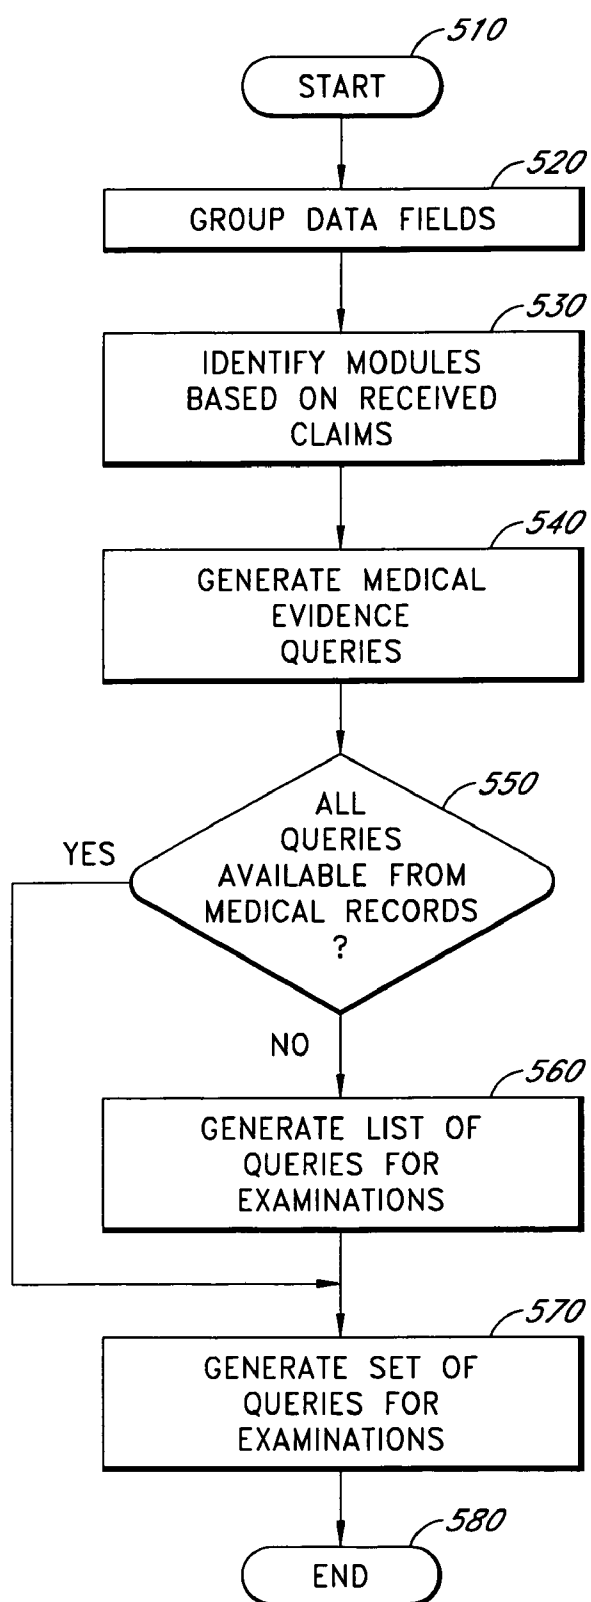 510
START
520
GROUP DATA FIELDS
530
IDENTIFY MODULES
BASED ON RECEIVED
CLAIMS
540
GENERATE MEDICAL
EVIDENCE
QUERIES
550
ALL
QUERIES
AVAILABLE FROM
MEDICAL RECORDS
?
YES
NO
560
GENERATE LIST OF
QUERIES FOR
EXAMINATIONS
570
GENERATE SET OF
QUERIES FOR
EXAMINATIONS
580
END